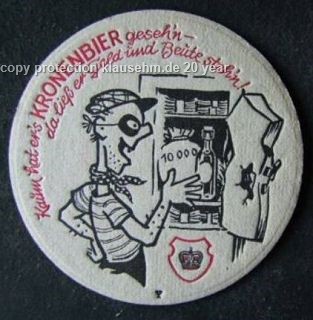 Kaum hat er's KRONENBIER geseh'n—
da ließ er Geld und Beute steh'n!
copy protection klausehm.de 20 year
10 000